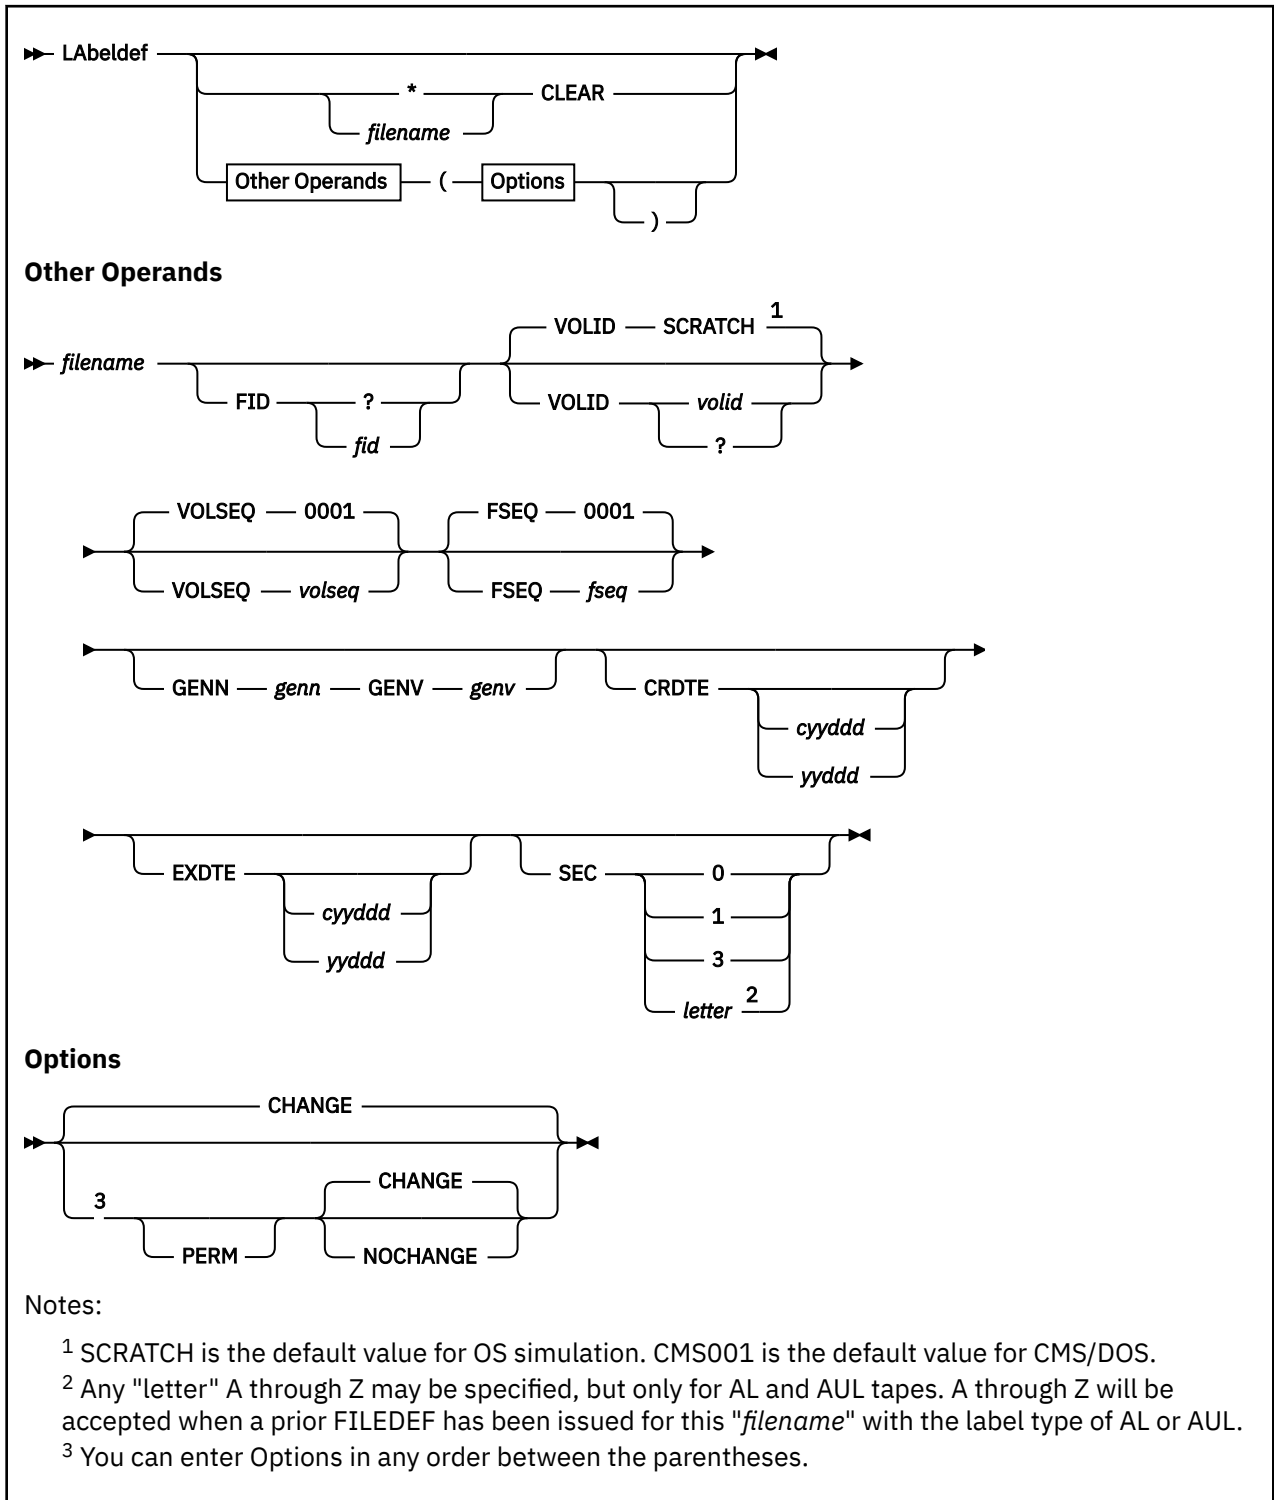 LAbeldef
* CLEAR
filename
Other Operands ( Options
)
Other Operands
1
VOLID SCRATCH
filename
FID ? VOLID volid
fid ?
VOLSEQ 0001 FSEQ 0001
VOLSEQ volseq FSEQ fseq
GENN genn GENV genv CRDTE
cyyddd
yyddd
EXDTE SEC 0
cyyddd 1
yyddd 3
letter 2
Options
CHANGE
3 CHANGE
PERM NOCHANGE
Notes:
1 SCRATCH is the default value for OS simulation. CMS001 is the default value for CMS/DOS.
2 Any "letter" A through Z may be specified, but only for AL and AUL tapes. A through Z will be
accepted when a prior FILEDEF has been issued for this "filename" with the label type of AL or AUL.
3 You can enter Options in any order between the parentheses.